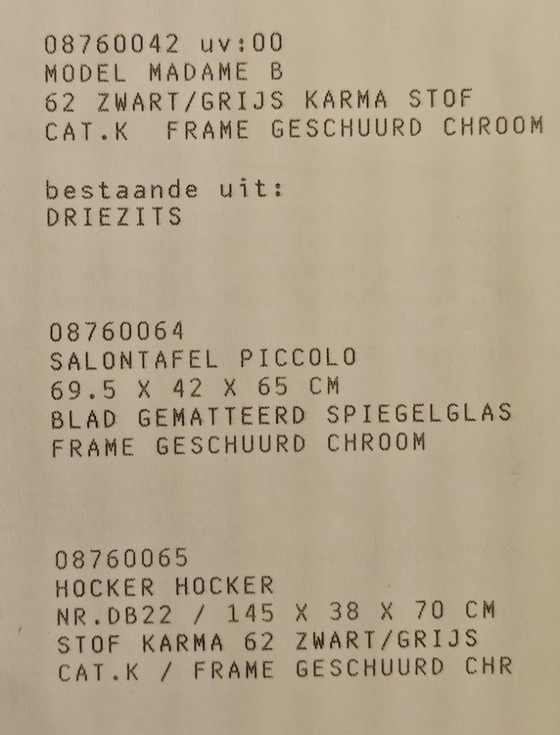 08760042 uv:00
MODEL MADAME B
62 ZWART/GRIJS KARMA STOF
CAT.K FRAME GESCHUURD CHROOM
bestaande uit:
DRIEZITS
08760064
SALONTAFEL PICCOLO
69.5 X 42 X 65 CM
BLAD GEMATTEERD SPIEGELGLAS
FRAME GESCHUURD CHROOM
08760065
HOCKER HOCKER
NR.DB22 / 145 X 38 X 70 CM
STOF KARMA 62 ZWART/GRIJS
CAT.K / FRAME GESCHUURD CHR